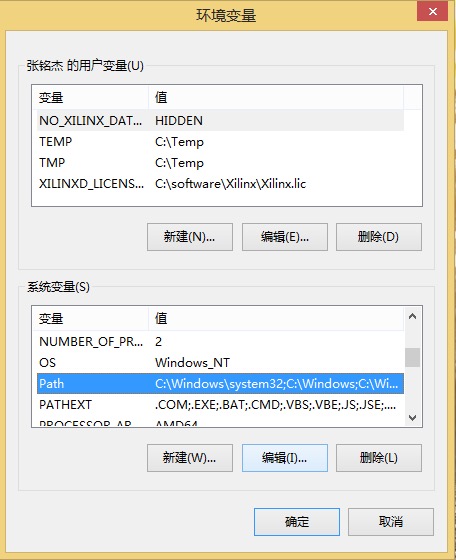 环境变量
张铭杰 的用户变量(U)
变量 值
NO_XILINX_DAT... HIDDEN
TEMP C:\Temp
TMP C:\Temp
XILINXD_LICENS... C:\software\Xilinx\Xilinx.lic
新建(N)... 编辑(E)... 删除(D)
系统变量(S)
变量 值
NUMBER_OF_PR... 2
OS Windows_NT
Path C:\Windows\system32;C:\Windows;C:\Wi...
PATHEXT .COM;.EXE;.BAT;.CMD;.VBS;.VBE;.JS;.JSE;....
PROCESSOR_AR... AMD64
新建(W)... 编辑(I)... 删除(L)
确定 取消